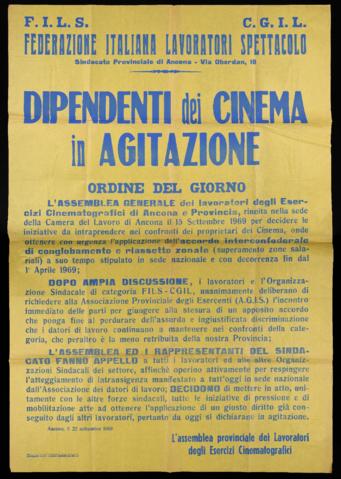 F. I. L. S. C. G. I. L.
FEDERAZIONE ITALIANA LAVORATORI SPETTACOLO
Sindacato Provinciale di Ancona - Via Oberdan, 18
DIPENDENTI dei CINEMA
in AGITAZIONE
ORDINE DEL GIORNO
L'ASSEMBLEA GENERALE dei lavoratori degli Eser-
cizi Cinematografici di Ancona e Provincia, riunita nella sede
della Camera del Lavoro di Ancona il 15 Settembre 1969 per decidere le
iniziative da intraprendere nei confronti dei proprietari dei Cinema, onde
ottenere con urgenza l'applicazione dell'accordo interconfederale
di conglobamento e riassetto zonale (superamento zone sala-
riali) a suo tempo stipulato in sede nazionale e con decorrenza fin dal
1° Aprile 1969;
DOPO AMPIA DISCUSSIONE, i lavoratori e l'Organizza-
zione Sindacale di categoria FILS-CGIL, unanimamente deliberano di
richiedere alla Associazione Provinciale degli Esercenti (A.G.I.S.) l'incontro
immediato delle parti per giungere alla stesura di un apposito accordo
che ponga fine al perdurare dell'assurda e ingiustificata discriminazione
che i datori di lavoro continuano a mantenere nei confronti della catego-
ria, che peraltro è la meno retribuita della nostra Provincia;
L'ASSEMBLEA ED I RAPPRESENTANTI DEL SINDA-
CATO FANNO APPELLO a tutti i lavoratori ed alle altre Organiz-
zazioni Sindacali del settore, affinchè operino attivamente per respingere
l'atteggiamento di intransigenza manifestato a tutt'oggi in sede nazionale
dall'Associazione dei datori di lavoro; DECIDONO di mettere in atto, uni-
tamente con le altre forze sindacali, tutte le iniziative di pressione e di
mobilitazione atte ad ottenere l'applicazione di un giusto diritto già con-
seguito dagli altri lavoratori, pertanto da oggi si dichiarano in agitazione.
Ancona, li 22 settembre 1969
L'assemblea provinciale dei Lavoratori
degli Esercizi Cinematografici